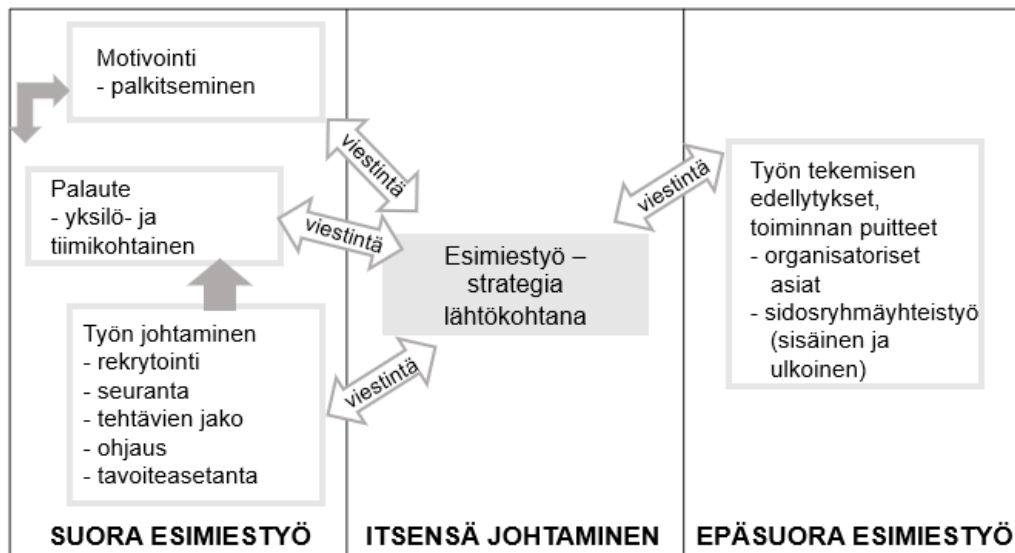 Motivointi
- palkitseminen
viestintä
Palaute
- yksilö- ja
tiimikohtainen
viestintä
Työn johtaminen
- rekrytointi
- seuranta
- tehtävien jako
- ohjaus
- tavoiteasetanta
viestintä
Esimiestyö –
strategia
lähtökohtana
viestintä
Työn tekemisen
edellytykset,
toiminnan puitteet
- organisatoriset
asiat
- sidosryhmäyhteistyö
(sisäinen ja
ulkoinen)
SUORA ESIMIESTYÖ
ITSENSÄ JOHTAMINEN
EPÄSUORA ESIMIESTYÖ